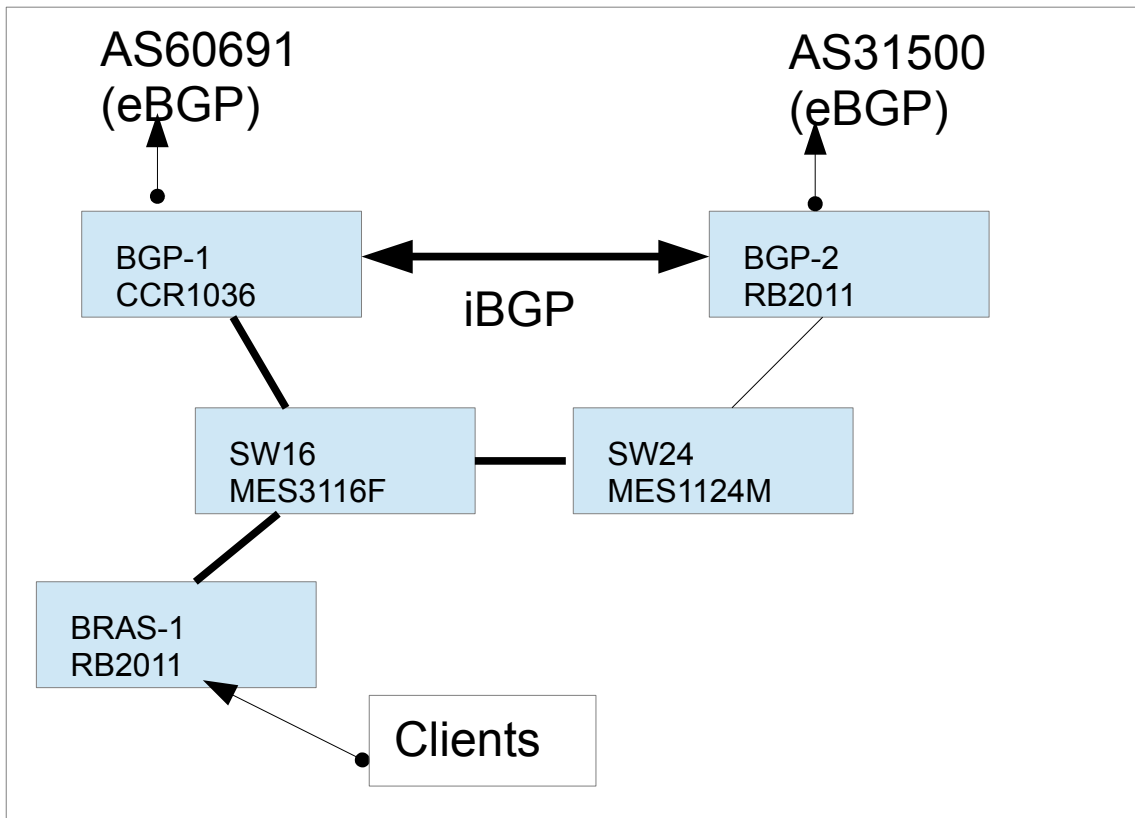 AS60691
(eBGP)
AS31500
(eBGP)
BGP-1
CCR1036
BGP-2
RB2011
iBGP
SW16
MES3116F
SW24
MES1124M
BRAS-1
RB2011
Clients